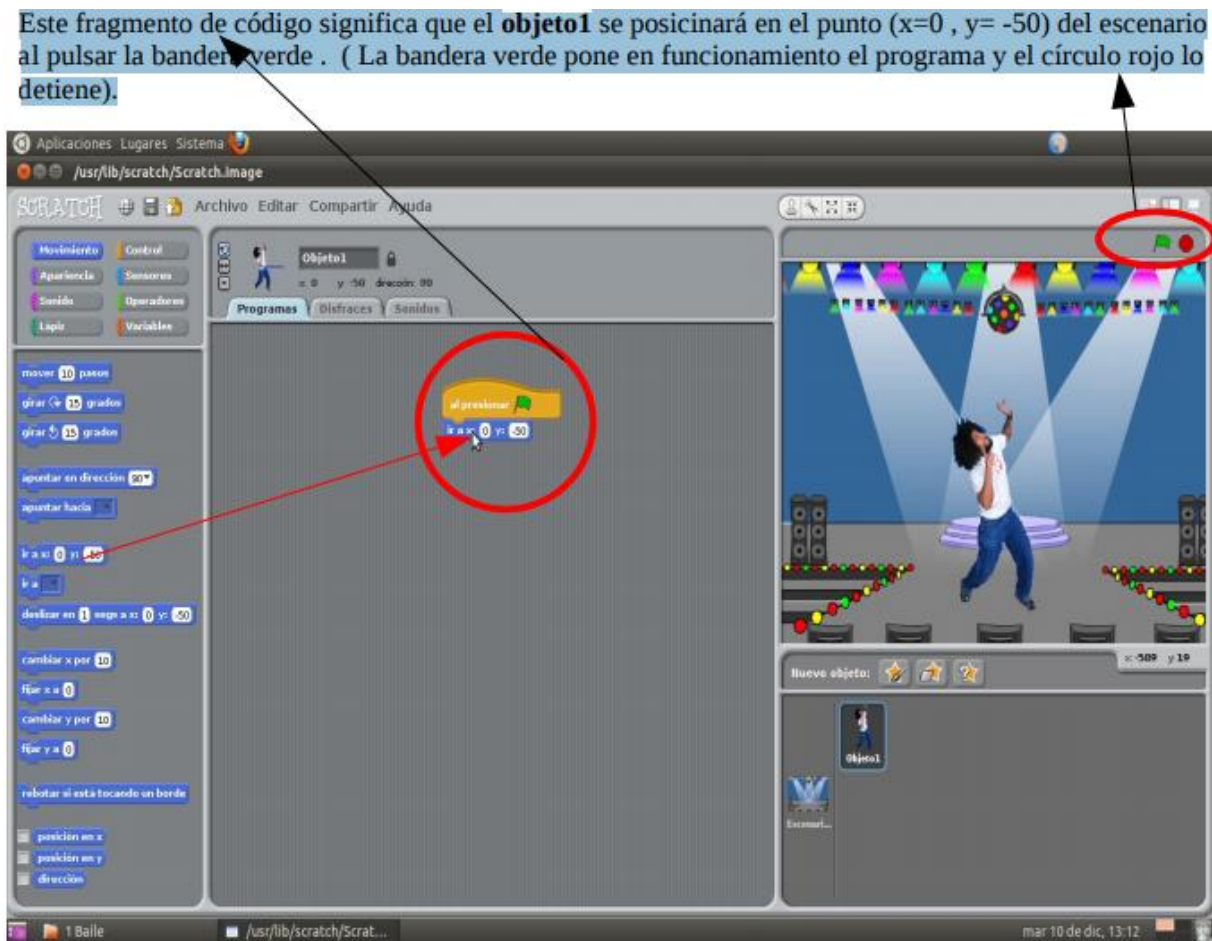 Este fragmento de código significa que el objeto1 se posicinará en el punto (x=0 , y= -50) del escenario
al pulsar la bandera verde . ( La bandera verde pone en funcionamiento el programa y el círculo rojo lo
detiene).
Aplicaciones Lugares Sistema
/usr/lib/scratch/Scratch.image
SCRATCH Archivo Editar Compartir Ayuda
Movimiento Control
Apariencia Sensores
Sonido Operadores
Lápiz Variables
Objeto1
x: 0 y: -50 dirección: 90
Programas Disfraces Sonidos
mover 10 pasos
girar 15 grados
girar 15 grados
apuntar en dirección 90
apuntar hacia
ir a x: 0 y: -50
ir a
deslizar en 1 segs a x: 0 y: -50
cambiar x por 10
fijar x a 0
cambiar y por 10
fijar y a 0
rebotar si está tocando un borde
posición en x
posición en y
dirección
al presionar
ir a x: 0 y: -50
x: -509 y: 19
Nuevo objeto:
Objeto1
Escenari...
1 Baile
/usr/lib/scratch/Scrat...
mar 10 de dic, 13:12